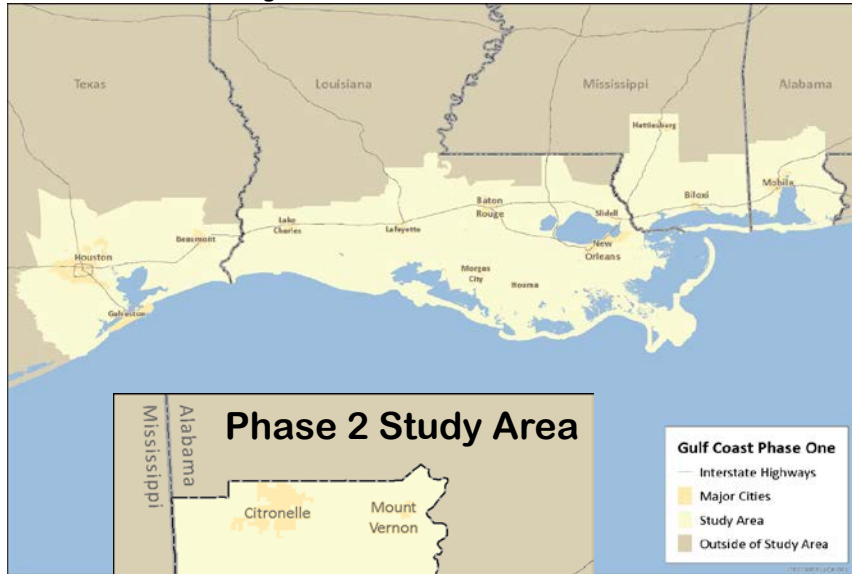 Texas
Louisiana
Mississippi
Alabama
Hattiesburg
Mobile
Biloxi
Baton
Rouge
Slidell
Lake
Charles
Lafayette
Beaumont
New
Orleans
Houston
Morgan
City
Houma
Galveston
Mississippi
Alabama
Phase 2 Study Area
Citronelle
Mount
Vernon
Gulf Coast Phase One
Interstate Highways
Major Cities
Study Area
Outside of Study Area